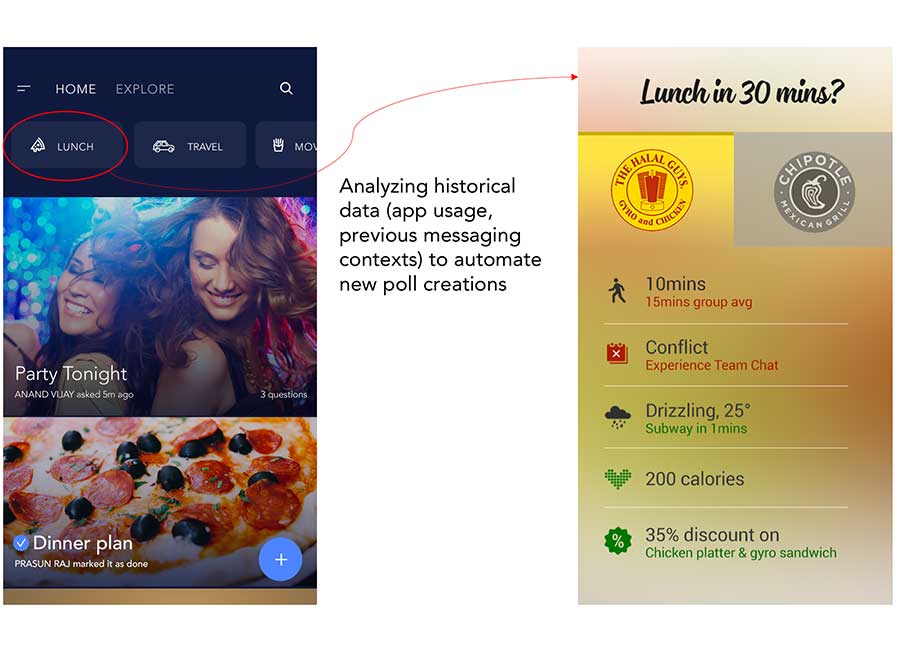 HOME EXPLORE
LUNCH TRAVEL MOV
Party Tonight
ANAND VIJAY asked 5m ago 3 questions
Dinner plan
PRASUN RAJ marked it as done
Analyzing historical
data (app usage,
previous messaging
contexts) to automate
new poll creations
Lunch in 30 mins?
THE HALAL GUYS.
GYRO and CHICKEN
CHIPOTLE
MEXICAN GRILL
10mins
15mins group avg
Conflict
Experience Team Chat
Drizzling, 25°
Subway in 1mins
200 calories
%
35% discount on
Chicken platter & gyro sandwich